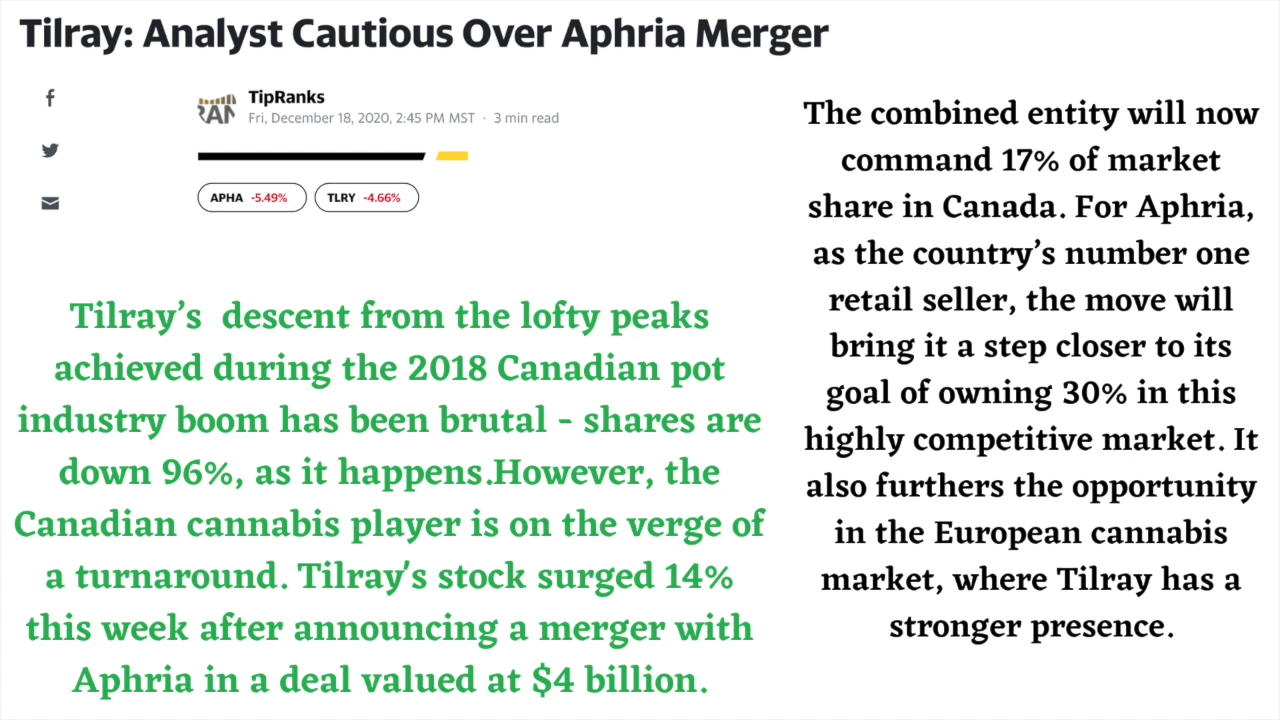 Tilray: Analyst Cautious Over Aphria Merger
TipRanks
Fri, December 18, 2020, 2:45 PM MST · 3 min read
APHA -5.49% TLRY -4.66%
Tilray’s descent from the lofty peaks
achieved during the 2018 Canadian pot
industry boom has been brutal - shares are
down 96%, as it happens.However, the
Canadian cannabis player is on the verge of
a turnaround. Tilray's stock surged 14%
this week after announcing a merger with
Aphria in a deal valued at $4 billion.
The combined entity will now
command 17% of market
share in Canada. For Aphria,
as the country’s number one
retail seller, the move will
bring it a step closer to its
goal of owning 30% in this
highly competitive market. It
also furthers the opportunity
in the European cannabis
market, where Tilray has a
stronger presence.